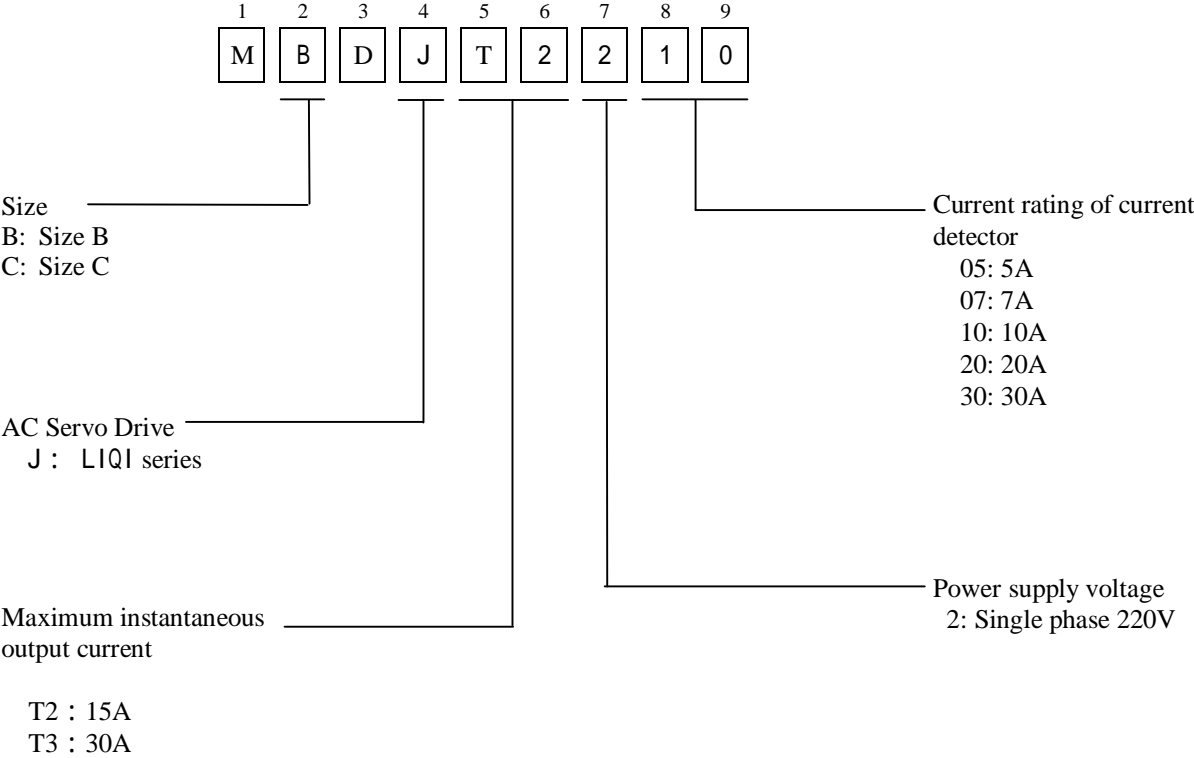 1 2 3 4 5 6 7 8 9
M B D J T 2 2 1 0
Size
B: Size B
C: Size C
Current rating of current
detector
05: 5A
07: 7A
10: 10A
20: 20A
30: 30A
AC Servo Drive
J： LIQI series
Power supply voltage
2: Single phase 220V
Maximum instantaneous
output current
T2：15A
T3：30A